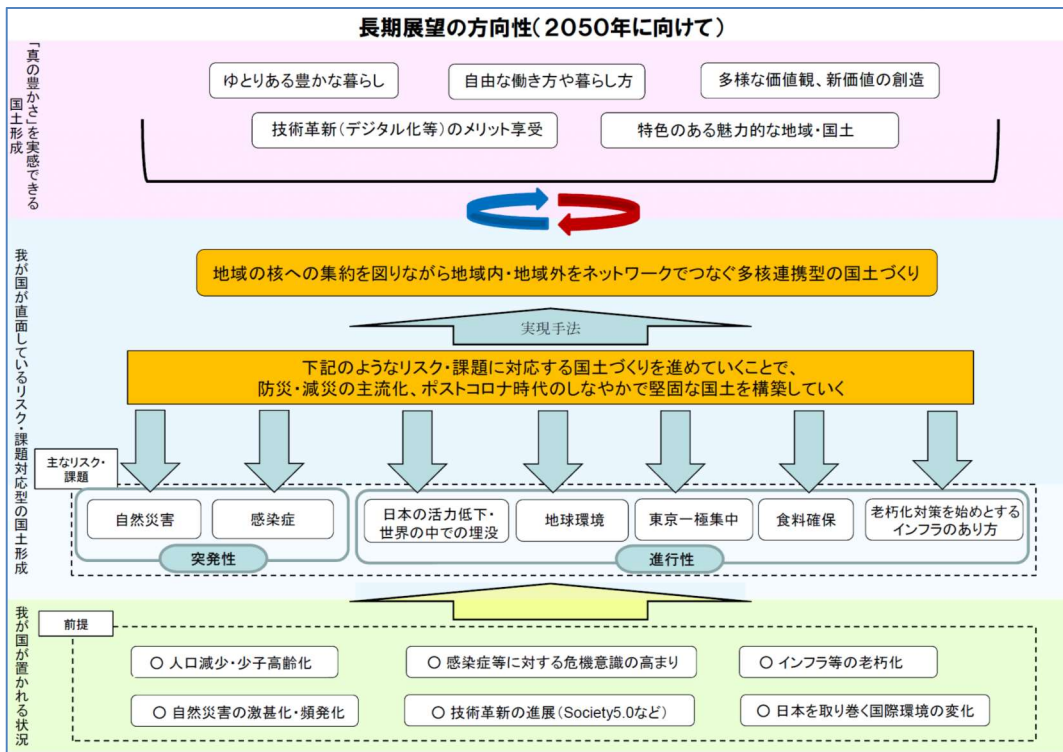 長期展望の方向性(2050年に向けて)
「真の豊かさ」を実感できる
国土形成
ゆとりある豊かな暮らし
自由な働き方や暮らし方
多様な価値観、新価値の創造
技術革新(デジタル化等)のメリット享受
特色のある魅力的な地域・国土
我が国が直面しているリスク・課題対応型の国土形成
地域の核への集約を図りながら地域内・地域外をネットワークでつなぐ多核連携型の国土づくり
実現手法
下記のようなリスク・課題に対応する国土づくりを進めていくことで、
防災・減災の主流化、ポストコロナ時代のしなやかで堅固な国土を構築していく
主なリスク・
課題
自然災害
感染症
日本の活力低下・
世界の中での埋没
地球環境
東京一極集中
食料確保
老朽化対策を始めとする
インフラのあり方
突発性
進行性
我が国が置かれる状況
前提
○ 人口減少・少子高齢化
○ 感染症等に対する危機意識の高まり
○ インフラ等の老朽化
○ 自然災害の激甚化・頻発化
○ 技術革新の進展(Society5.0など)
○ 日本を取り巻く国際環境の変化